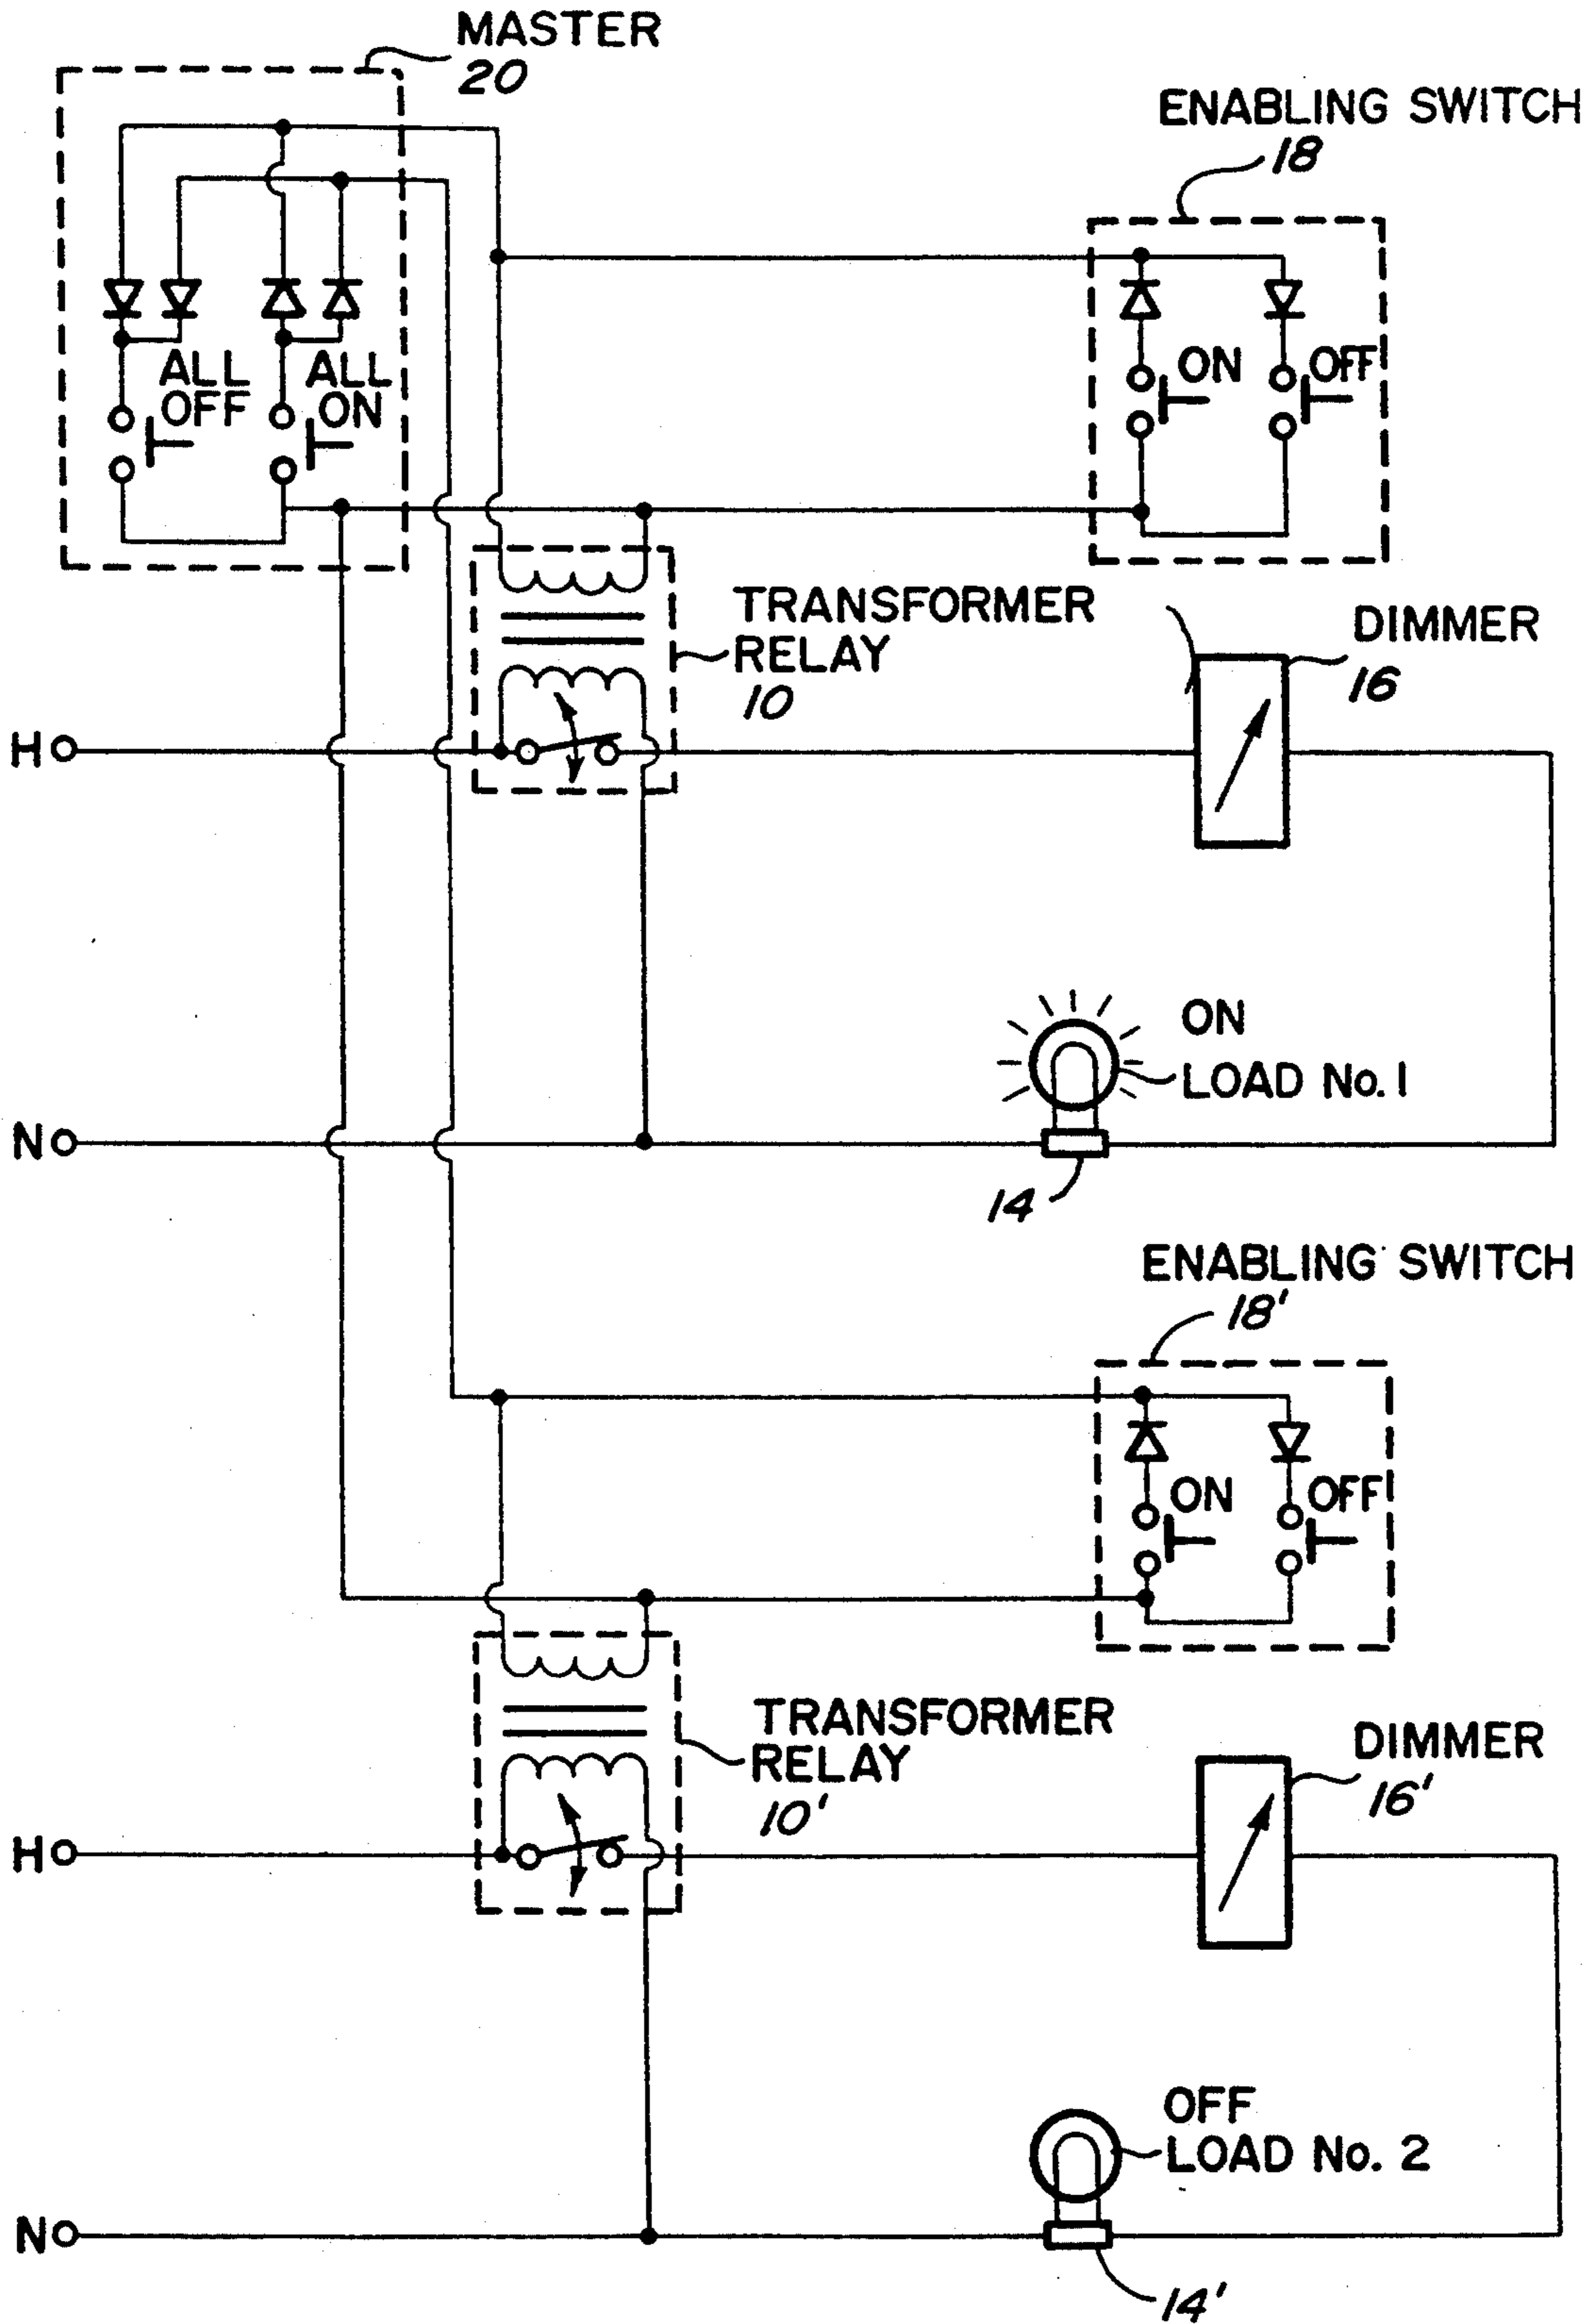 MASTER
20
ENABLING SWITCH
18
ALL
OFF
ALL
ON
ON
OFF
TRANSFORMER
RELAY
10
DIMMER
16
H
ON
LOAD No. 1
N
14
ENABLING SWITCH
18'
ON
OFF
TRANSFORMER
RELAY
10'
DIMMER
16'
H
OFF
LOAD No. 2
N
14'